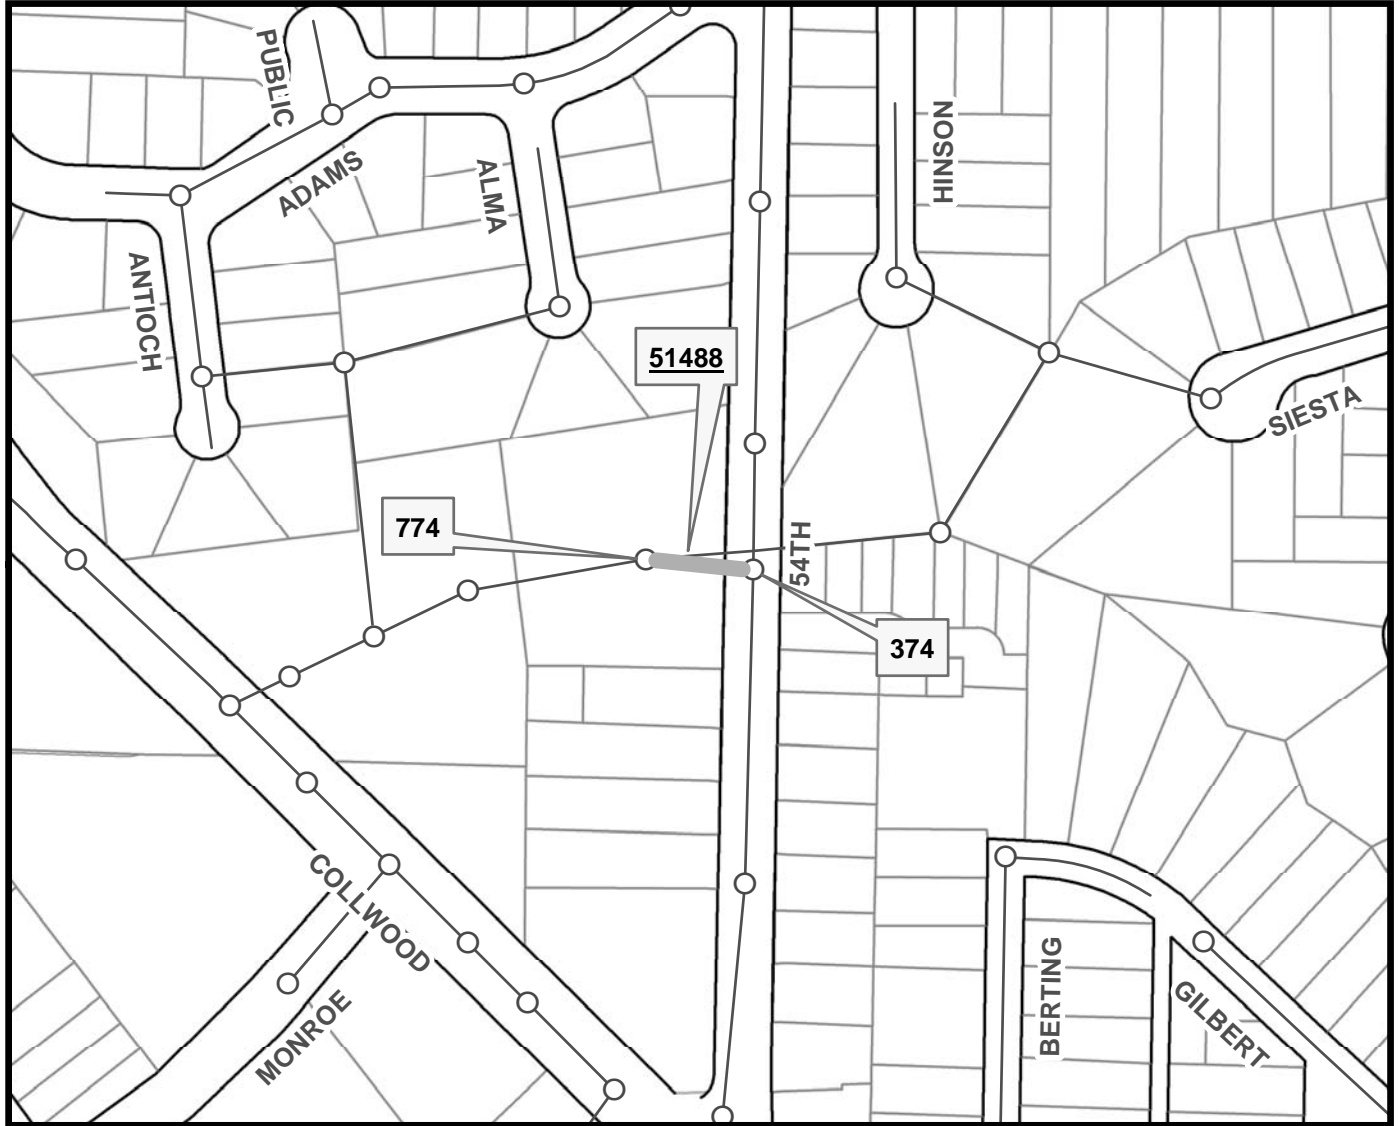 PUBLIC
ADAMS
ALMA
HINSON
ANTIOCH
51488
SIESTA
774
54TH
374
COLLWOOD
MONROE
BERTING
GILBERT